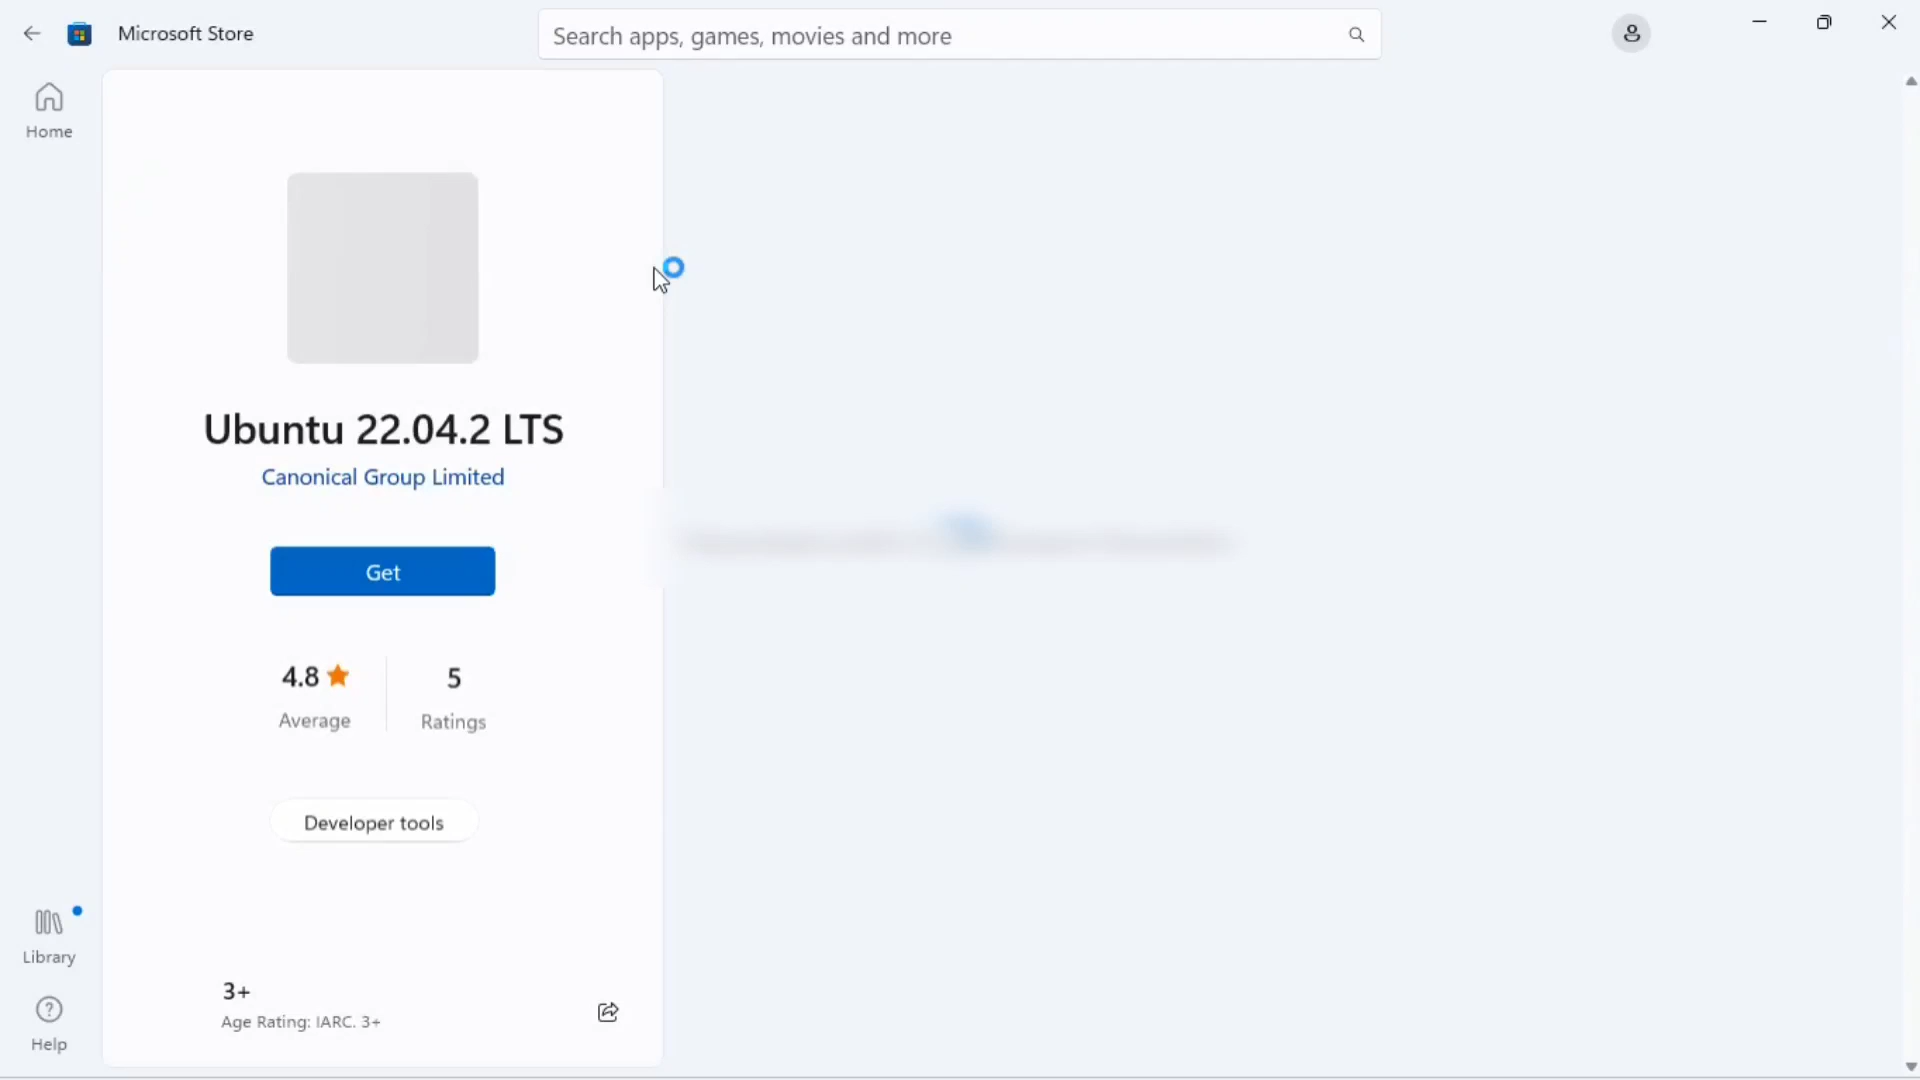 Microsoft Store
Search apps, games, movies and more
Home
Ubuntu 22.04.2 LTS
Canonical Group Limited
Get
4.8
5
Average
Ratings
Developer tools
Library
3+
Age Rating: IARC. 3+
Help